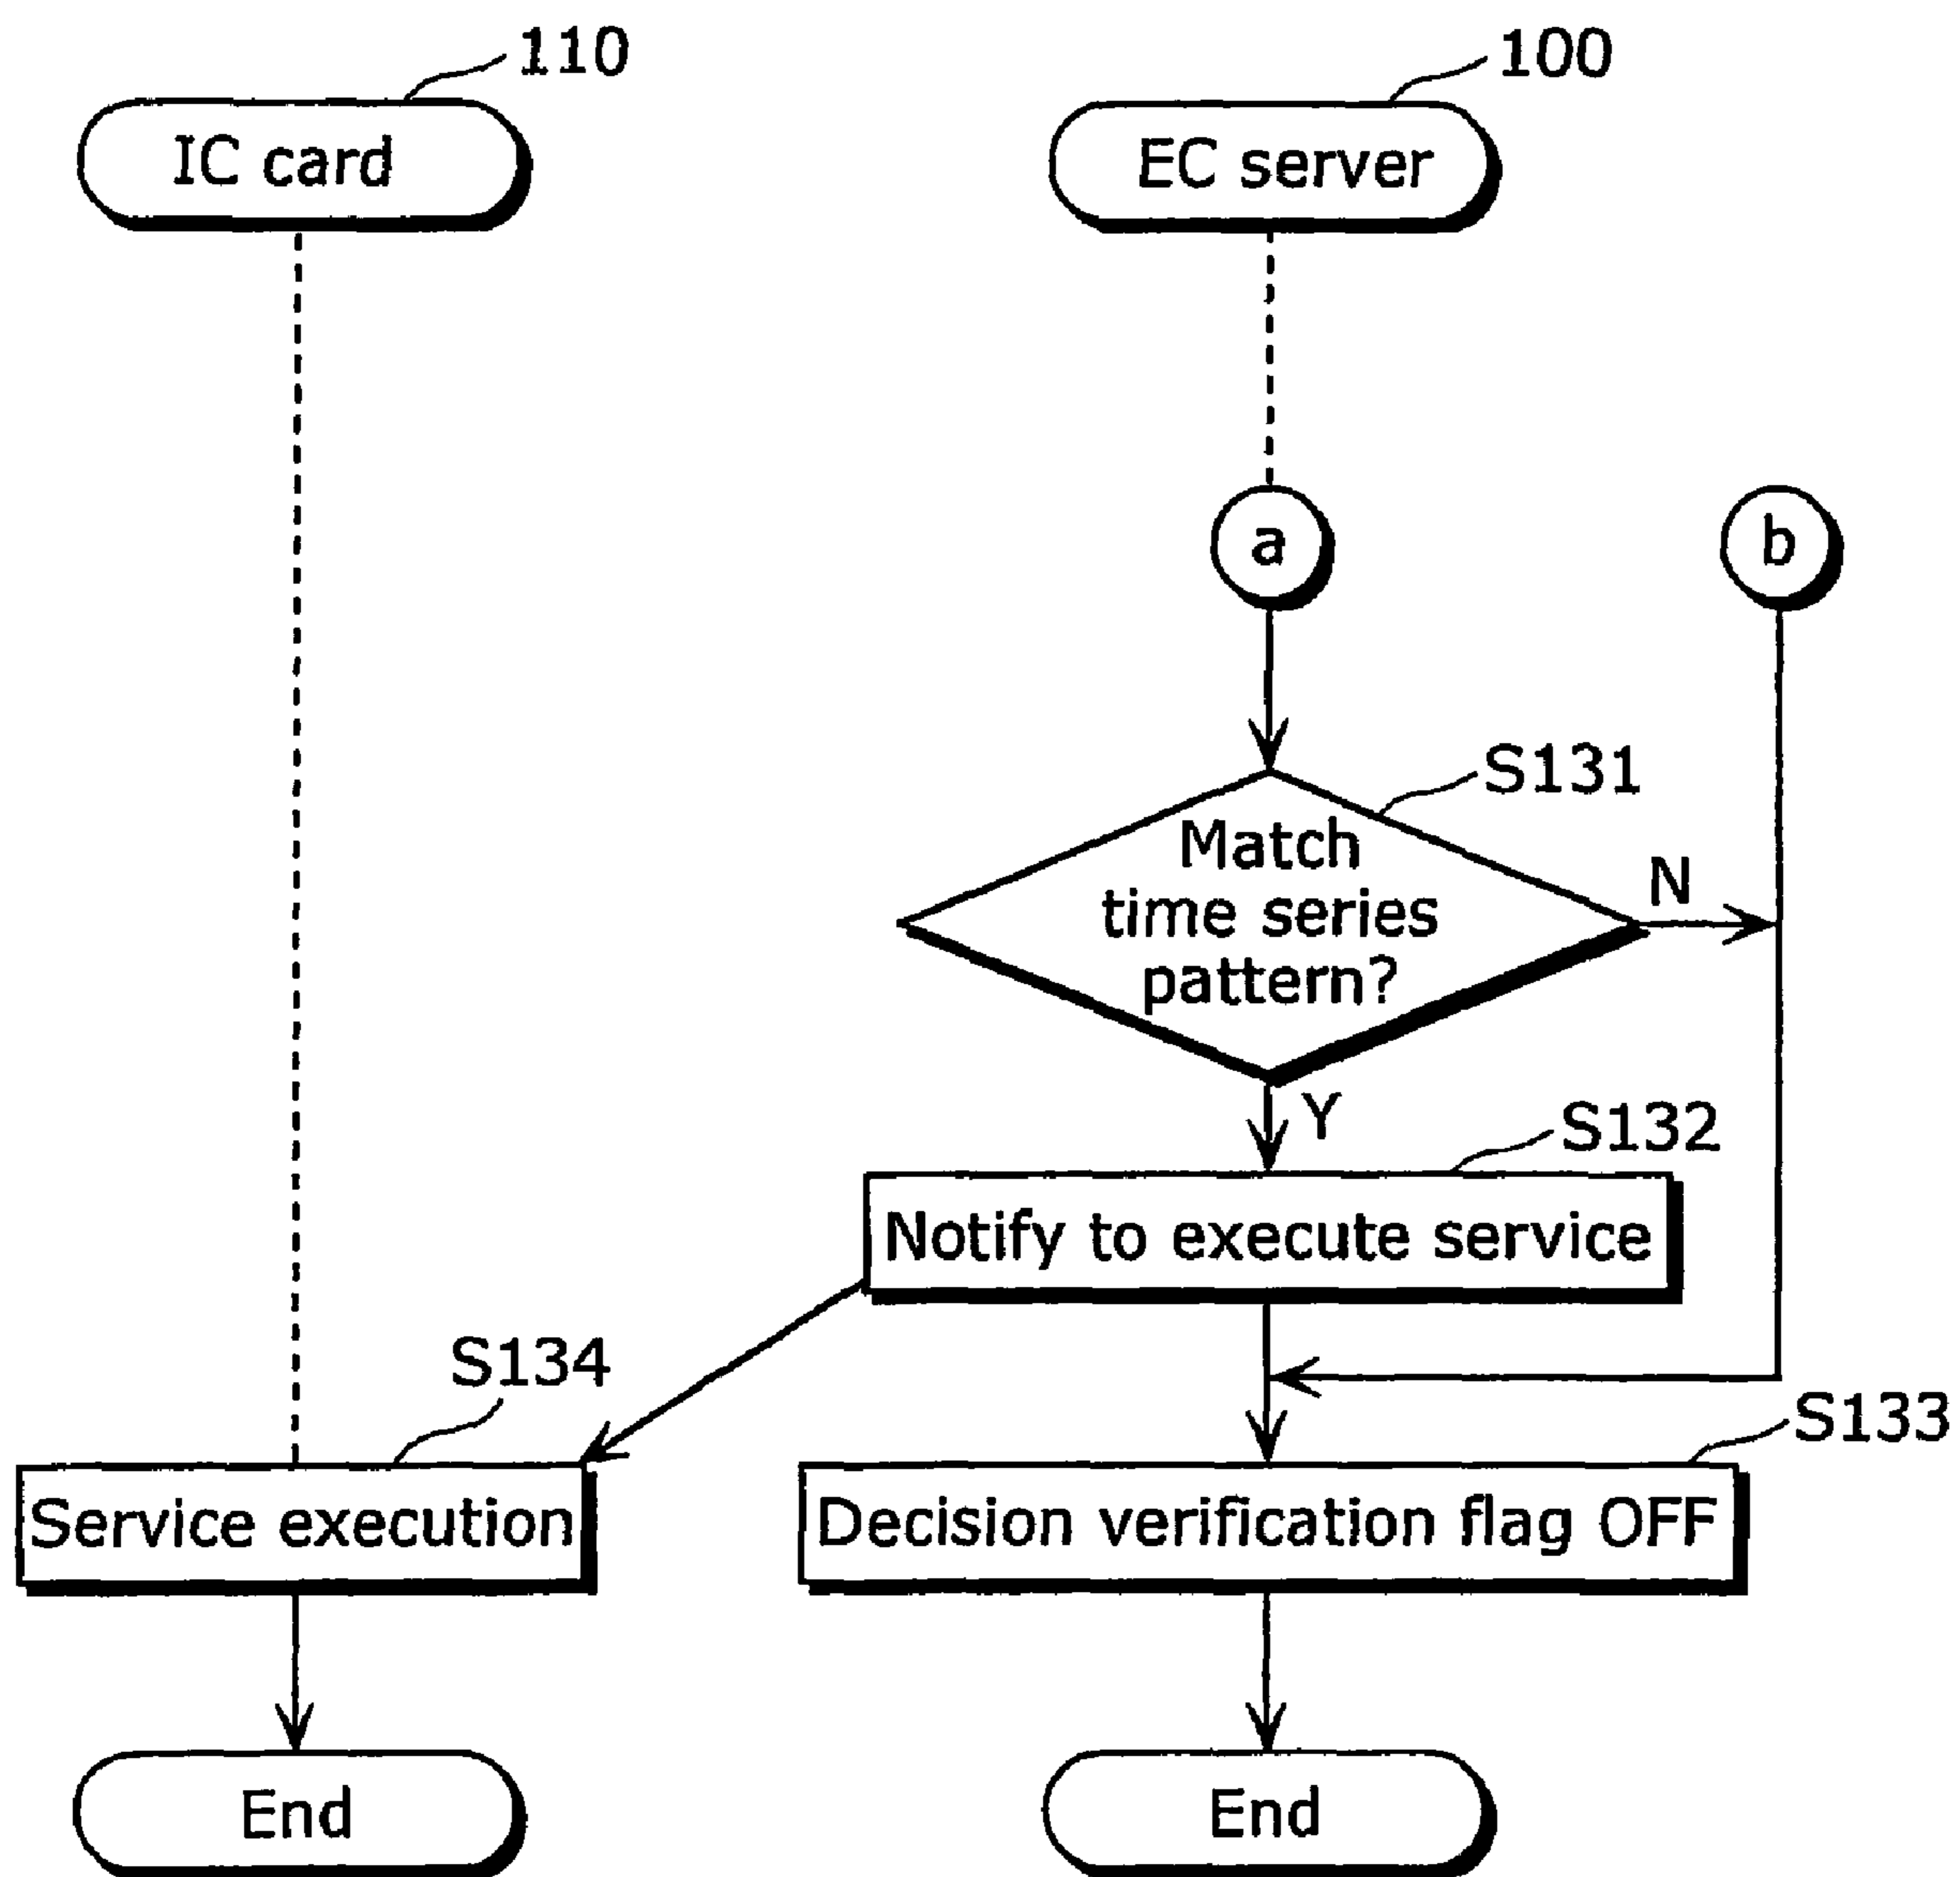 110
100
IC card
EC server
a
b
S131
Match
time series
pattern?
N
Y
S132
Notify to execute service
S134
S133
Service execution
Decision verification flag OFF
End
End